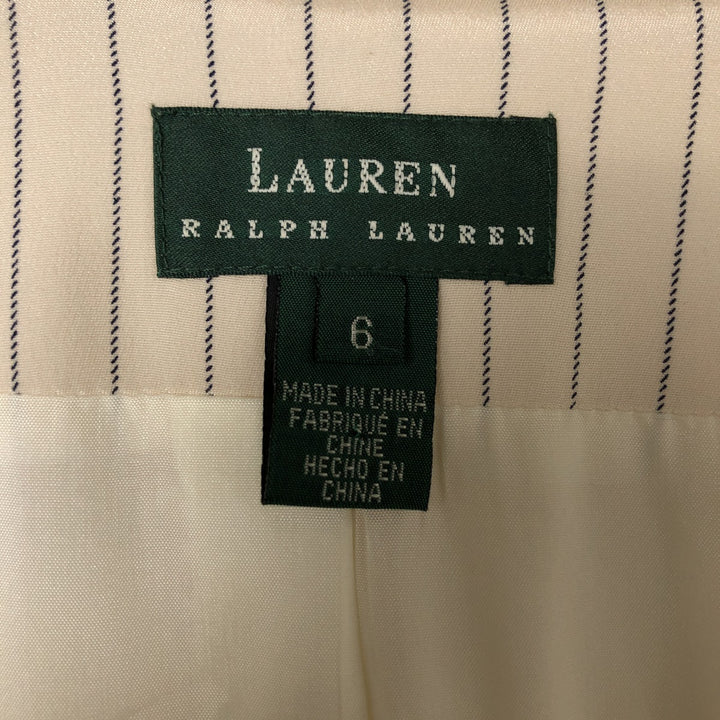 LAUREN
RALPH LAUREN
6
MADE IN CHINA
FABRIQUÉ EN
CHINE
HECHO EN
CHINA